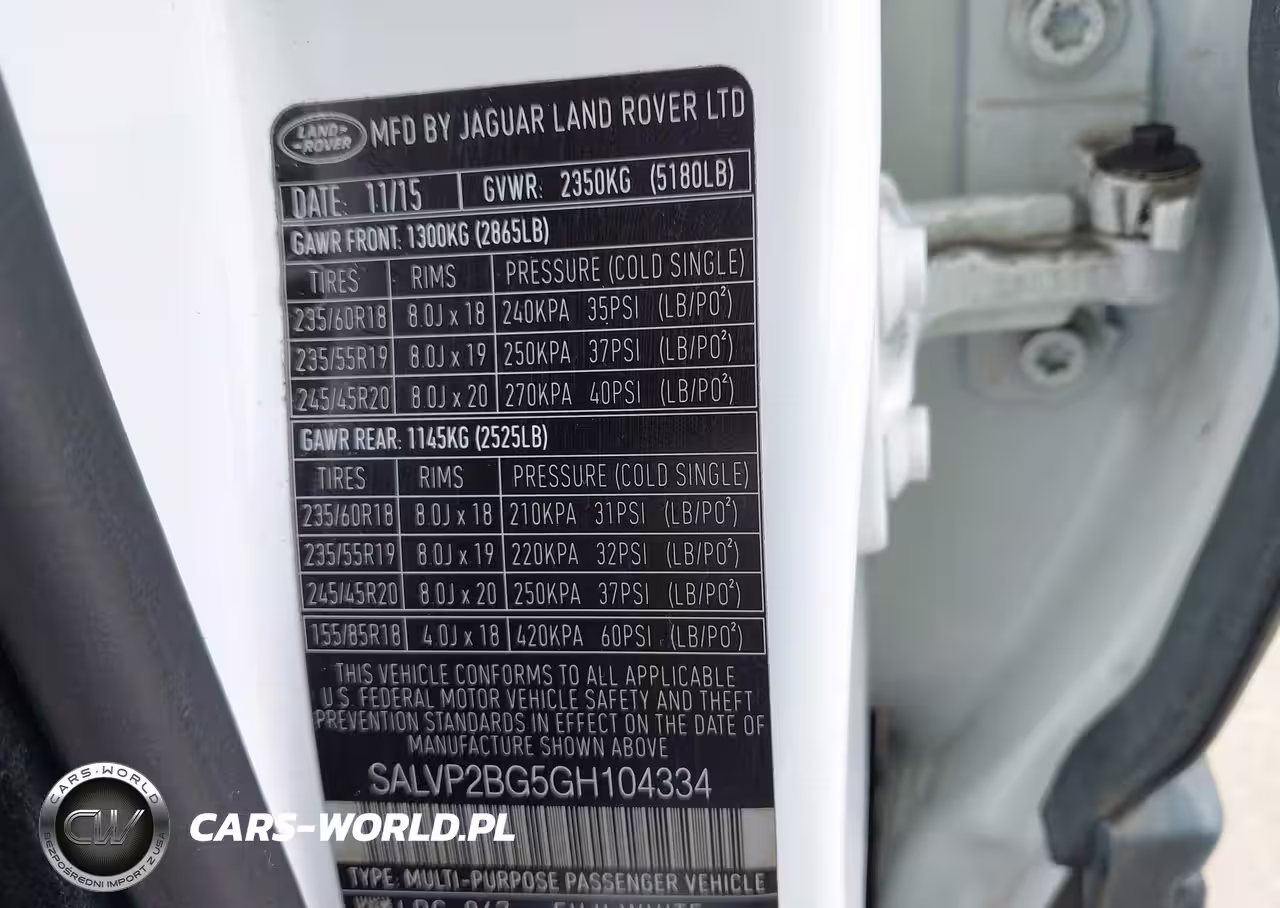 LAND-
-ROVER
MFD BY JAGUAR LAND ROVER LTD
DATE: 11/15 GVWR: 2350KG (5180LB)
GAWR FRONT: 1300KG (2865LB)
TIRES RIMS PRESSURE (COLD SINGLE)
235/60R18 8.0J x 18 240KPA 35PSI (LB/PO²)
235/55R19 8.0J x 19 250KPA 37PSI (LB/PO²)
245/45R20 8.0J x 20 270KPA 40PSI (LB/PO²)
GAWR REAR: 1145KG (2525LB)
TIRES RIMS PRESSURE (COLD SINGLE)
235/60R18 8.0J x 18 210KPA 31PSI (LB/PO²)
235/55R19 8.0J x 19 220KPA 32PSI (LB/PO²)
245/45R20 8.0J x 20 250KPA 37PSI (LB/PO²)
155/85R18 4.0J x 18 420KPA 60PSI (LB/PO²)
THIS VEHICLE CONFORMS TO ALL APPLICABLE
U.S. FEDERAL MOTOR VEHICLE SAFETY AND THEFT
PREVENTION STANDARDS IN EFFECT ON THE DATE OF
MANUFACTURE SHOWN ABOVE
SALVP2BG5GH104334
TYPE: MULTI-PURPOSE PASSENGER VEHICLE
CARS-WORLD
CW
BEZPOŚREDNI IMPORT Z USA
CARS-WORLD.PL